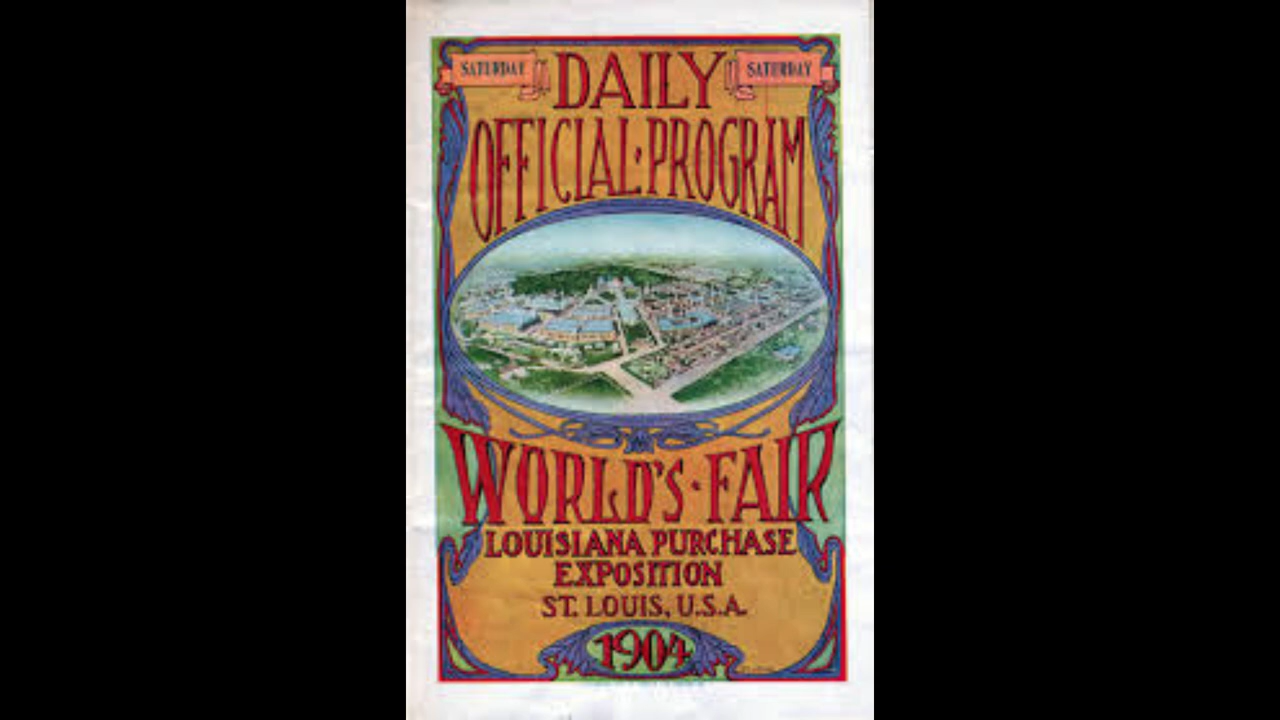 SATURDAY
SATURDAY
DAILY
OFFICIAL·PROGRAM
WORLD'S·FAIR
LOUISIANA PURCHASE
EXPOSITION
ST. LOUIS, U.S.A.
1904